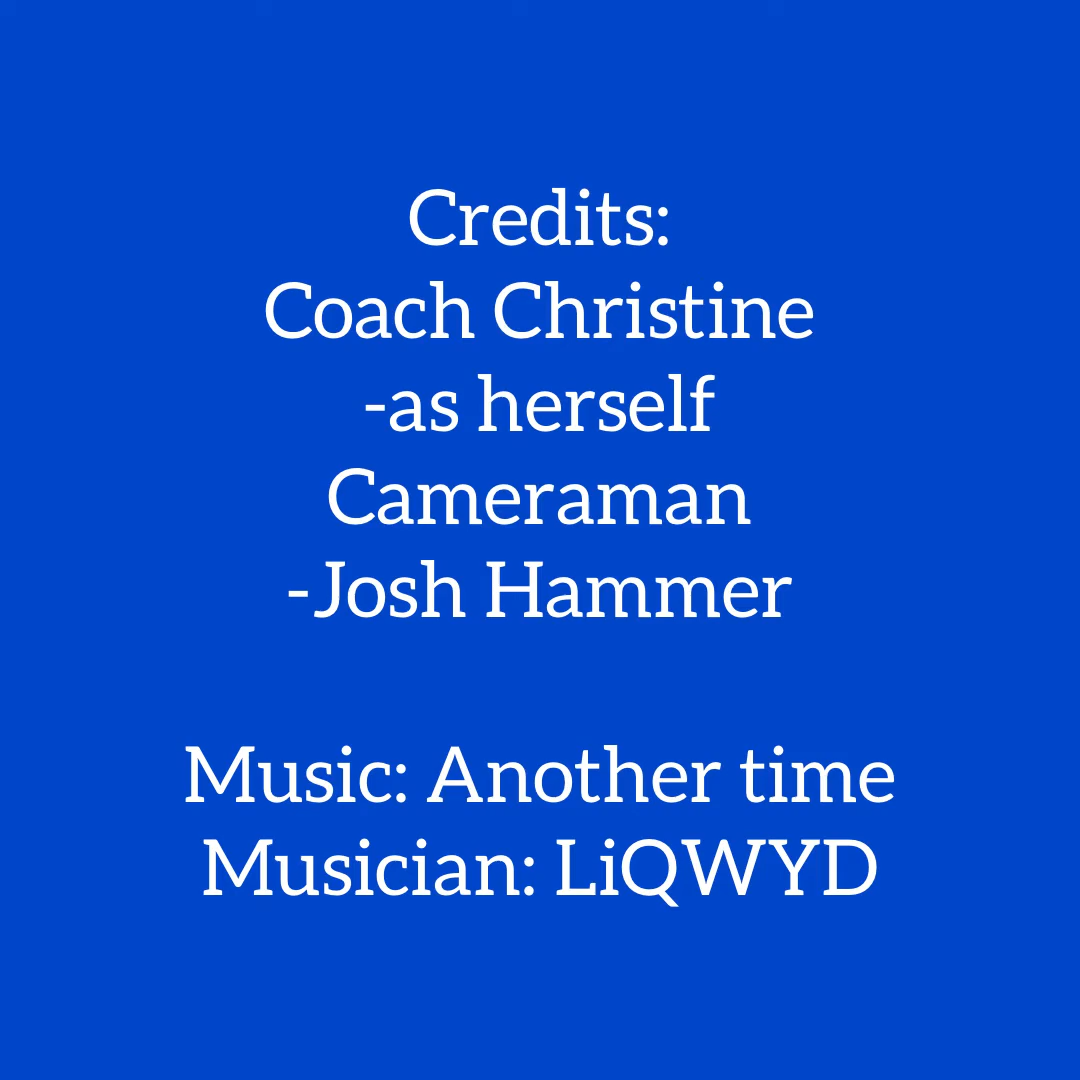 Credits:
Coach Christine
-as herself
Cameraman
-Josh Hammer
Music: Another time
Musician: LiQWYD